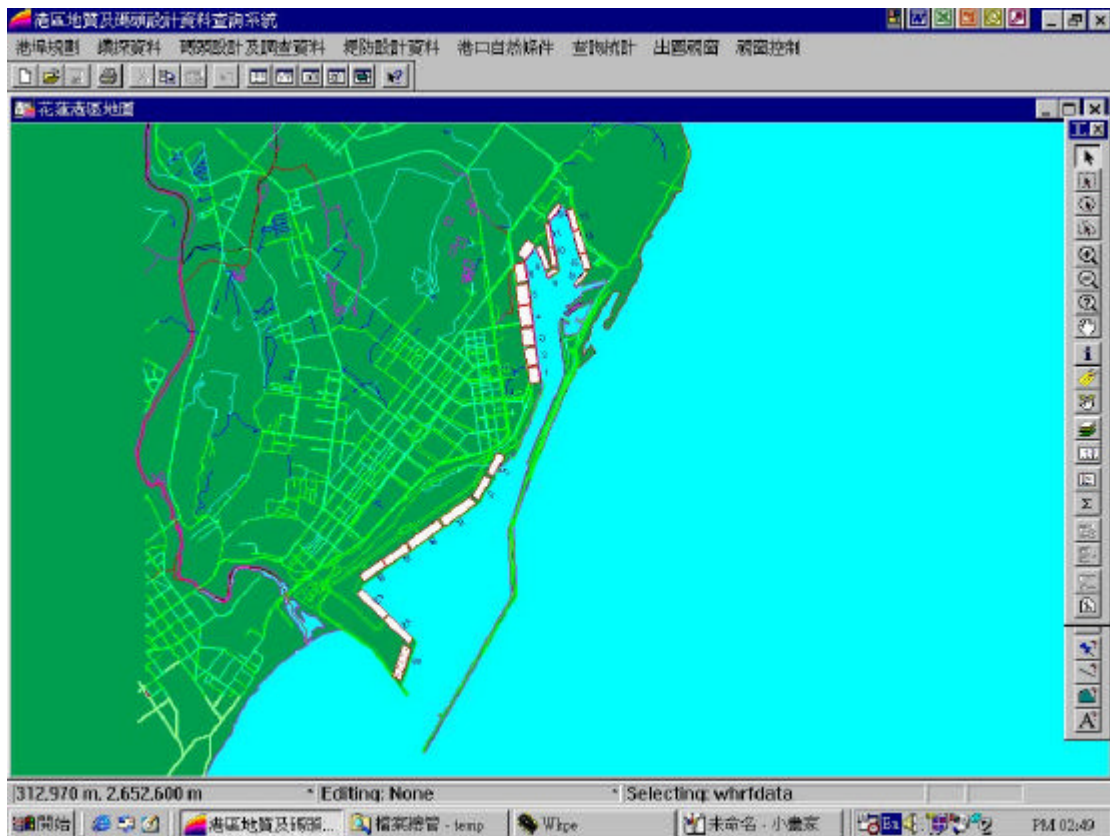 港區地質及碼頭設計資料查詢系統
港埠規劃 鑽探資料 碼頭設計及調查資料 堤防設計資料 港口自然條件 查詢統計 出圖視窗 視窗控制
花蓮港區地圖
312,970 m, 2,652,600 m
Editing: None
Selecting: whrfdata
開始
港區地質及碼頭...
檔案總管 - temp
未命名 - 小畫家
En
PM 02:49